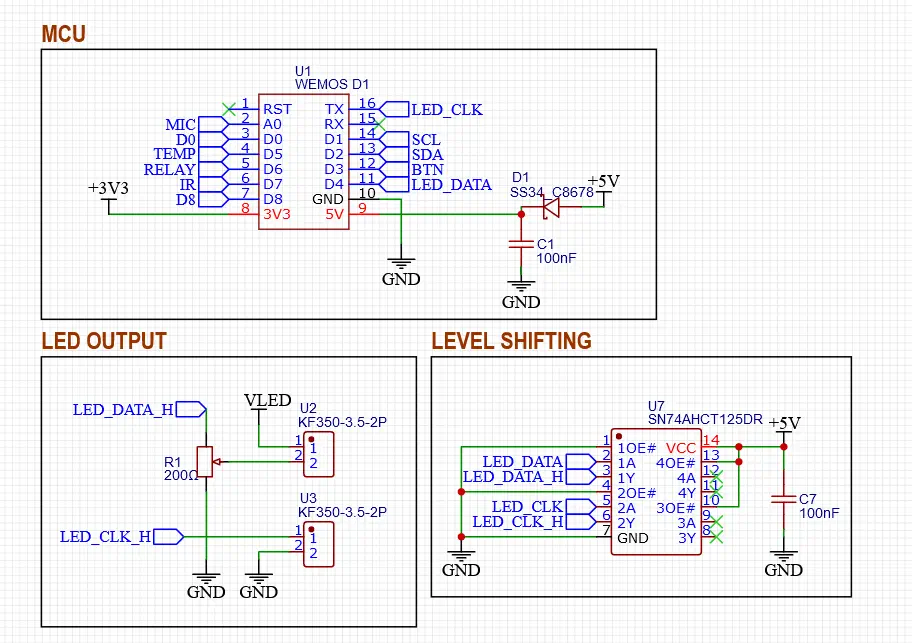 MCU
U1
WEMOS D1
1 RST TX 16 LED_CLK
MIC 2 A0 RX 15
D0 3 D0 D1 14 SCL
TEMP 4 D5 D2 13 SDA
RELAY 5 D6 D3 12 BTN
IR 6 D7 D4 11 LED_DATA
D8 7 D8 GND 10
+3V3 8 3V3 5V 9
D1
SS34_C8678
+5V
C1
100nF
GND
GND
LED OUTPUT
LED_DATA_H
VLED
U2
KF350-3.5-2P
1 1
2 2
R1
200Ω
U3
KF350-3.5-2P
LED_CLK_H
1 1
2 2
GND
GND
LEVEL SHIFTING
U7
SN74AHCT125DR
+5V
1 1OE# VCC 14
LED_DATA 2 1A 4OE# 13
LED_DATA_H 3 1Y 4A 12
4 2OE# 4Y 11
LED_CLK 5 2A 3OE# 10
LED_CLK_H 6 2Y 3A 9
7 GND 3Y 8
C7
100nF
GND
GND